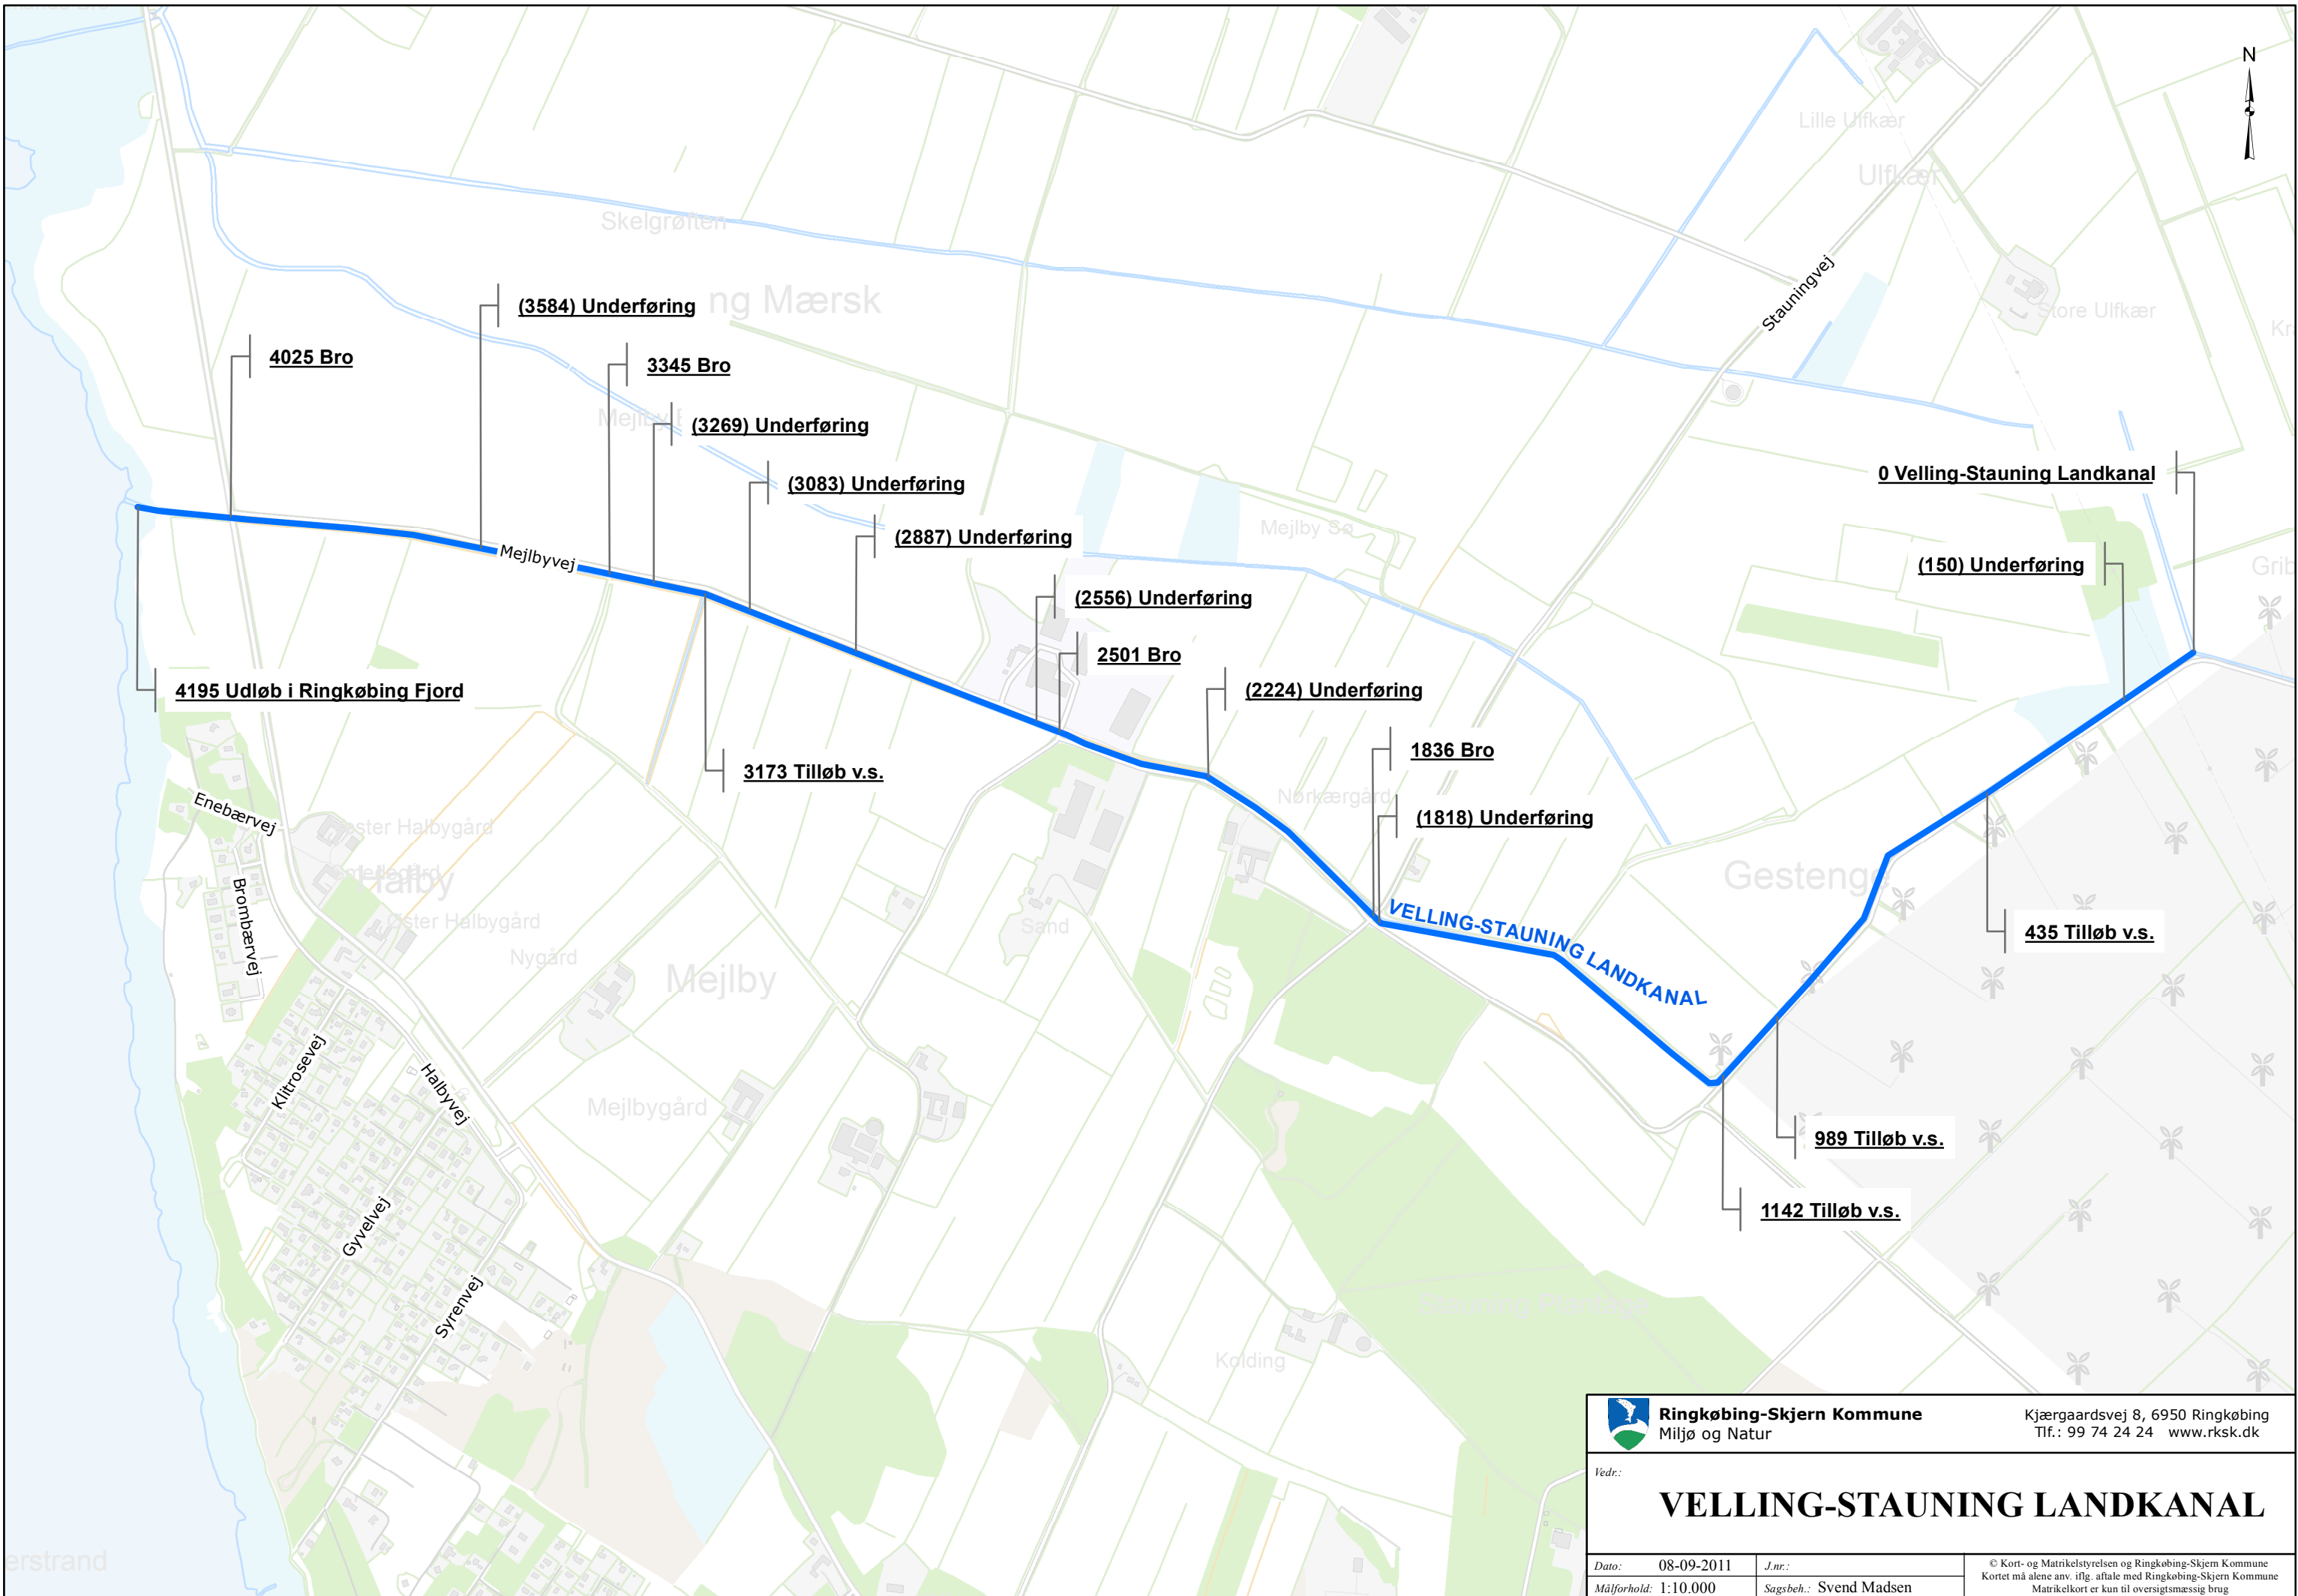 N
Lille Ulfkær
Ulfkær
Skelgrøften
Stauningvej
ng Mærsk
(3584) Underføring
Store Ulfkær
4025 Bro
3345 Bro
(3269) Underføring
(3083) Underføring
0 Velling-Stauning Landkanal
Mejlby Sø
(2887) Underføring
Mejlbyvej
(150) Underføring
(2556) Underføring
2501 Bro
4195 Udløb i Ringkøbing Fjord
(2224) Underføring
1836 Bro
3173 Tilløb v.s.
Nørkærgård
(1818) Underføring
Enebærvej
ster Halbygård
Halby
Gestenge
Brombærvej
Øster Halbygård
Sand
VELLING-STAUNING LANDKANAL
435 Tilløb v.s.
Nygård
Mejlby
Klitrosevej
Halbyvej
Mejlbygård
989 Tilløb v.s.
1142 Tilløb v.s.
Gyvelvej
Syrenvej
Stauning Plantage
Kolding
erstrand
Ringkøbing-Skjern Kommune
Miljø og Natur
Kjærgaardsvej 8, 6950 Ringkøbing
Tlf.: 99 74 24 24 www.rksk.dk
Vedr.:
VELLING-STAUNING LANDKANAL
Dato: 08-09-2011
J.nr.:
Målforhold: 1:10.000
Sagsbeh.: Svend Madsen
© Kort- og Matrikelstyrelsen og Ringkøbing-Skjern Kommune
Kortet må alene anv. iflg. aftale med Ringkøbing-Skjern Kommune
Matrikelkort er kun til oversigtsmæssig brug